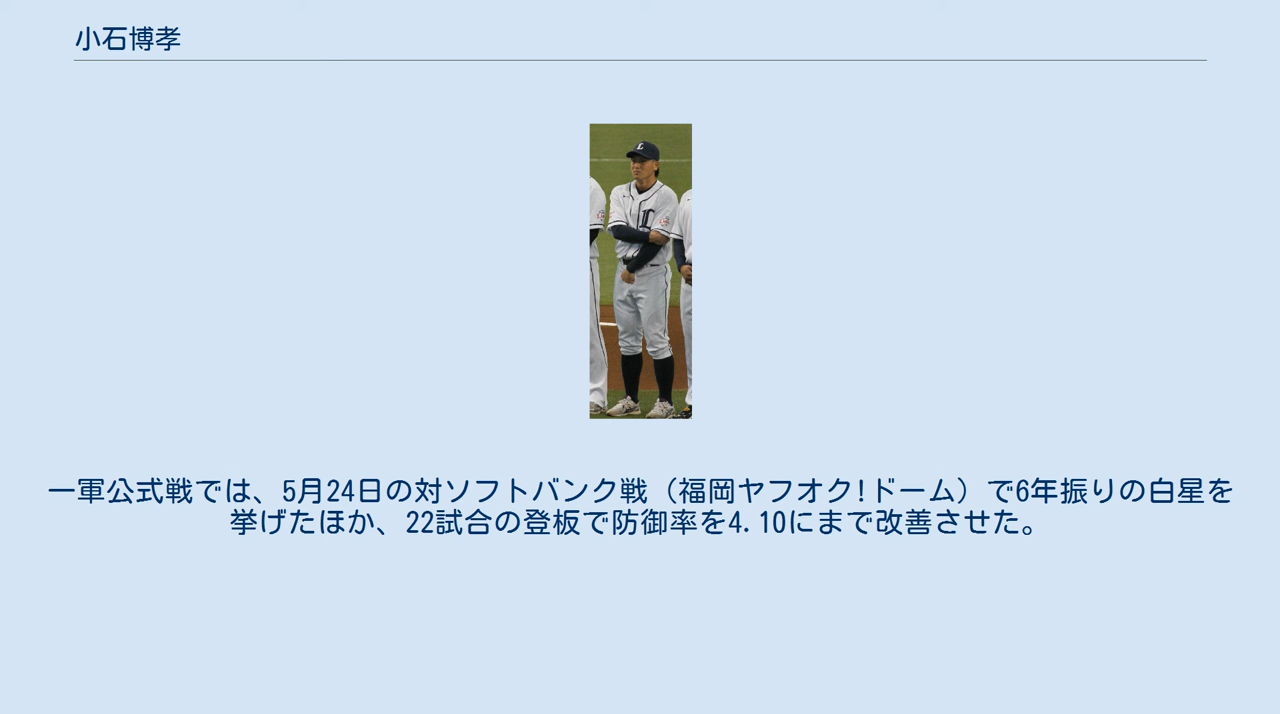 小石博孝
一軍公式戦では、5月24日の対ソフトバンク戦（福岡ヤフオク!ドーム）で6年振りの白星を
挙げたほか、22試合の登板で防御率を4.10にまで改善させた。